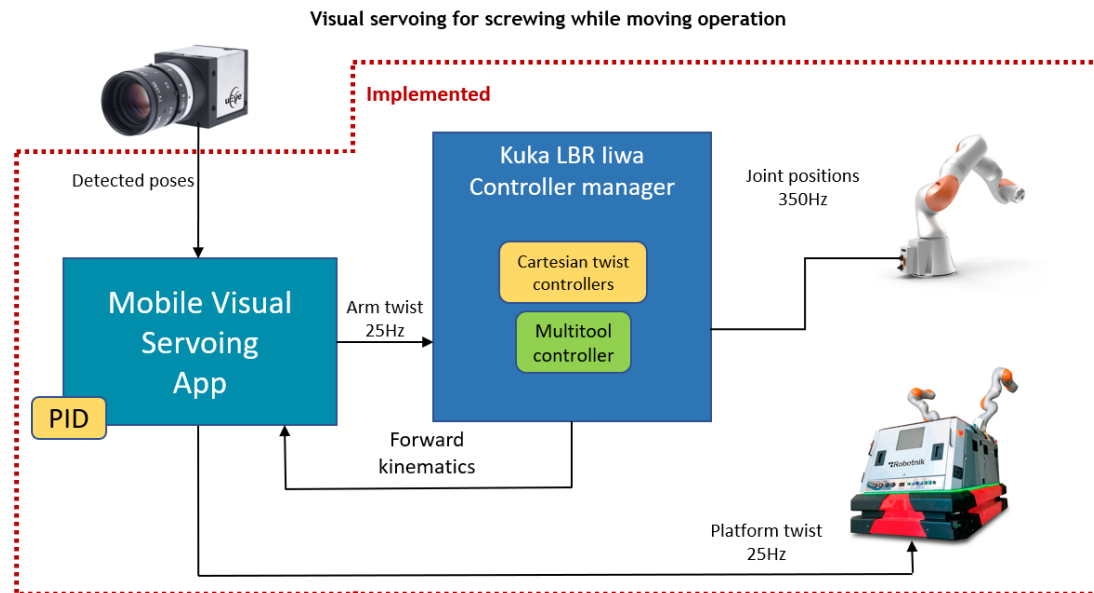 Visual servoing for screwing while moving operation
uEye
Implemented
Detected poses
Kuka LBR Iiwa
Controller manager
Joint positions
350Hz
Cartesian twist
controllers
Multitool
controller
Mobile Visual
Servoing
App
Arm twist
25Hz
PID
Forward
kinematics
Robotnik
Platform twist
25Hz